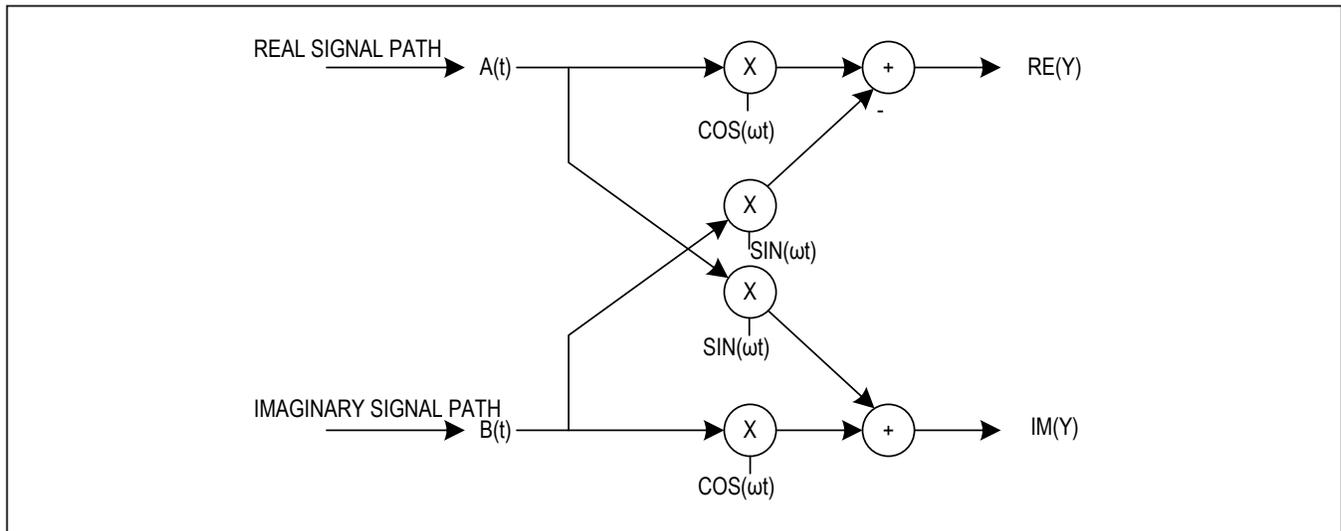 REAL SIGNAL PATH
A(t)
X
+
RE(Y)
-
COS(ωt)
X
SIN(ωt)
X
SIN(ωt)
IMAGINARY SIGNAL PATH
B(t)
X
+
IM(Y)
COS(ωt)